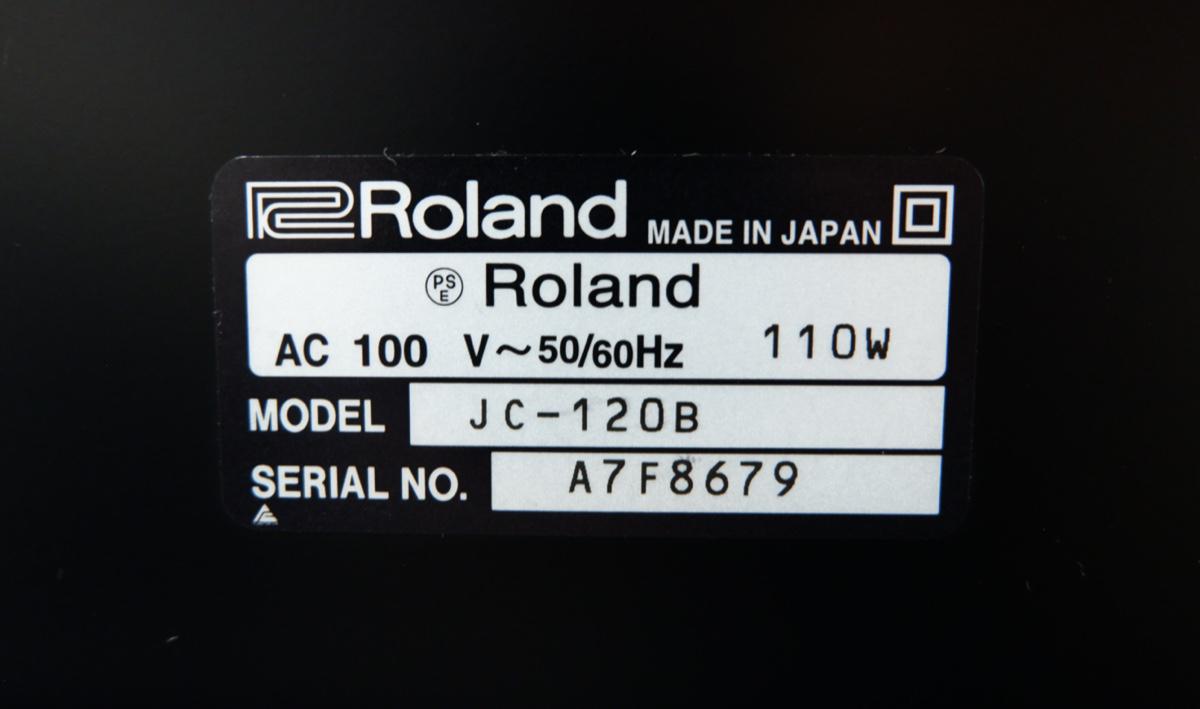 Roland MADE IN JAPAN
PSE Roland
AC 100 V～50/60Hz 110W
MODEL JC-120B
SERIAL NO. A7F8679